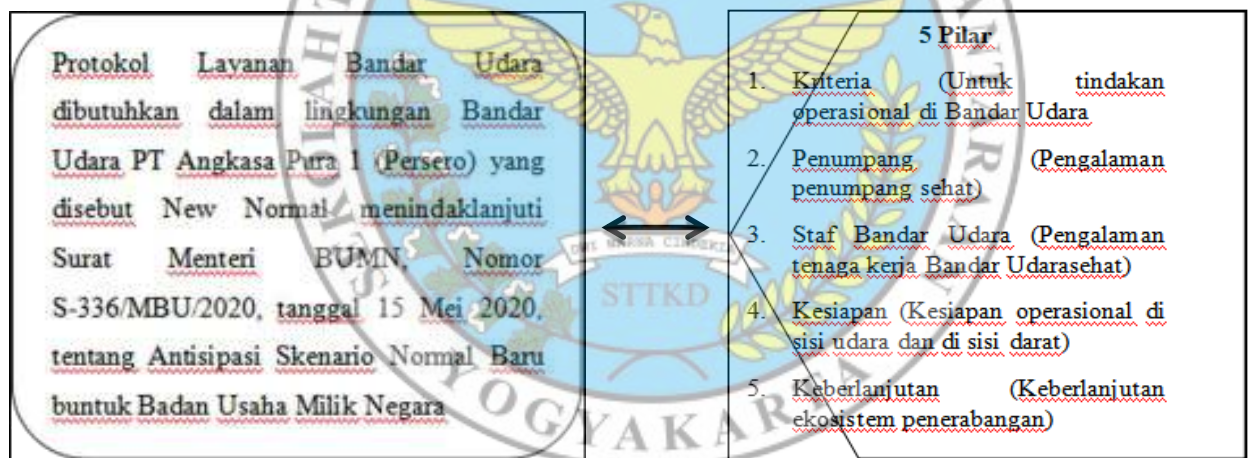 Protokol Layanan Bandar Udara
dibutuhkan dalam lingkungan Bandar
Udara PT Angkasa Pura 1 (Persero) yang
disebut New Normal menindaklanjuti
Surat Menteri BUMN, Nomor
S-336/MBU/2020, tanggal 15 Mei 2020,
tentang Antisipasi Skenario Normal Baru
buntuk Badan Usaha Milik Negara
5 Pilar
1. Kriteria (Untuk tindakan
operasional di Bandar Udara
2. Penumpang (Pengalaman
penumpang sehat)
3. Staf Bandar Udara (Pengalaman
tenaga kerja Bandar Udarasehat)
4. Kesiapan (Kesiapan operasional di
sisi udara dan di sisi darat)
5. Keberlanjutan (Keberlanjutan
ekosistem penerabangan)
STTKD
YOGYAKARTA